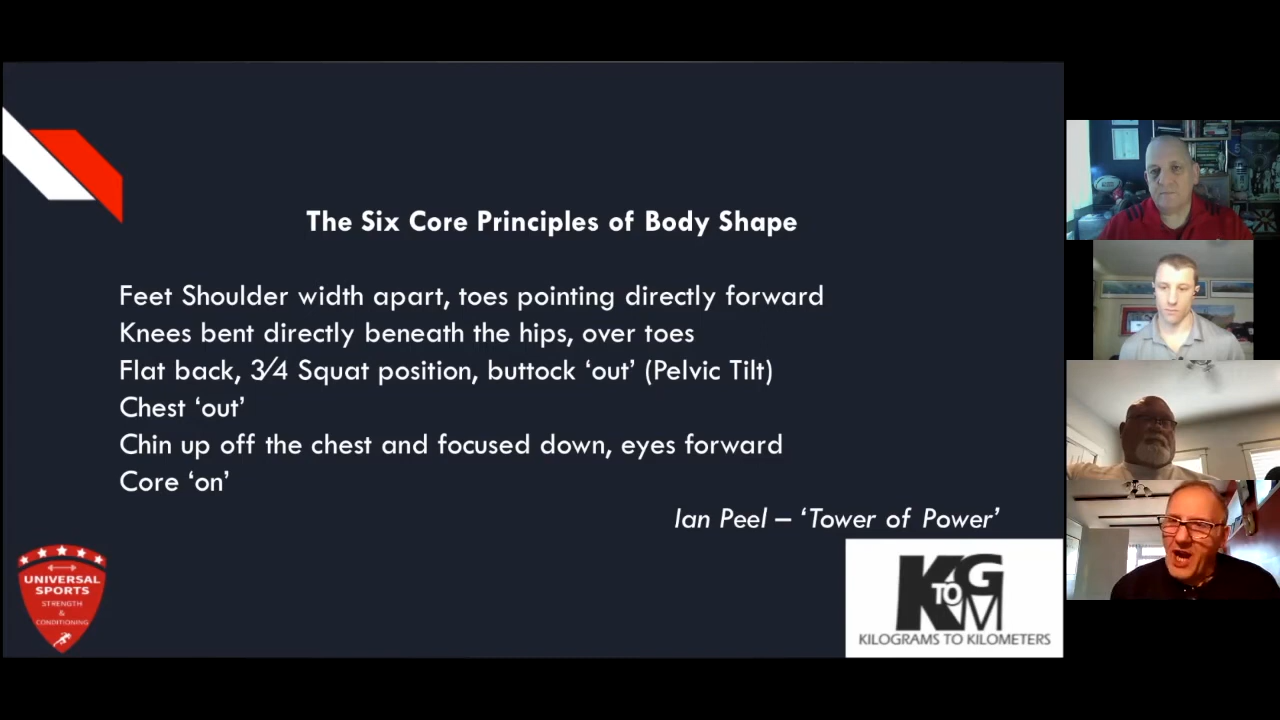 The Six Core Principles of Body Shape
Feet Shoulder width apart, toes pointing directly forward
Knees bent directly beneath the hips, over toes
Flat back, 3⁄4 Squat position, buttock ‘out’ (Pelvic Tilt)
Chest ‘out’
Chin up off the chest and focused down, eyes forward
Core ‘on’
Ian Peel – ‘Tower of Power’
UNIVERSAL
SPORTS
STRENGTH
&
CONDITIONING
K TO G M
KILOGRAMS TO KILOMETERS